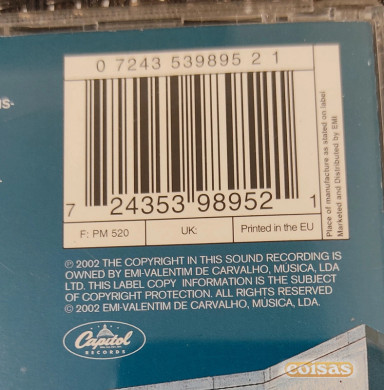 0 7243 539895 2 1
7 24353 98952 1
Place of manufacture as stated on label
Marketed and Distributed by EMI.
F: PM 520
UK:
Printed in the EU
℗ 2002 THE COPYRIGHT IN THIS SOUND RECORDING IS
OWNED BY EMI-VALENTIM DE CARVALHO, MÚSICA, LDA
LTD. THIS LABEL COPY INFORMATION IS THE SUBJECT
OF COPYRIGHT PROTECTION. ALL RIGHTS RESERVED
© 2002 EMI-VALENTIM DE CARVALHO, MÚSICA, LDA.
Capitol
RECORDS
COISAS